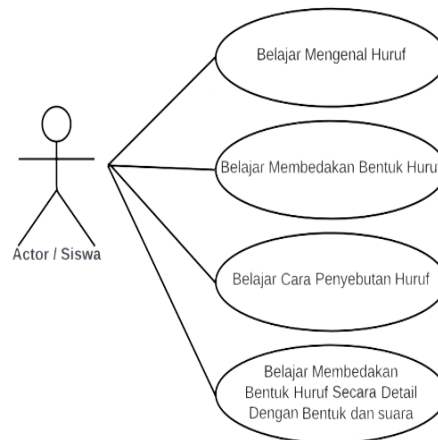 Belajar Mengenal Huruf
Belajar Membedakan Bentuk Huruf
Actor / Siswa
Belajar Cara Penyebutan Huruf
Belajar Membedakan
Bentuk Huruf Secara Detail
Dengan Bentuk dan suara